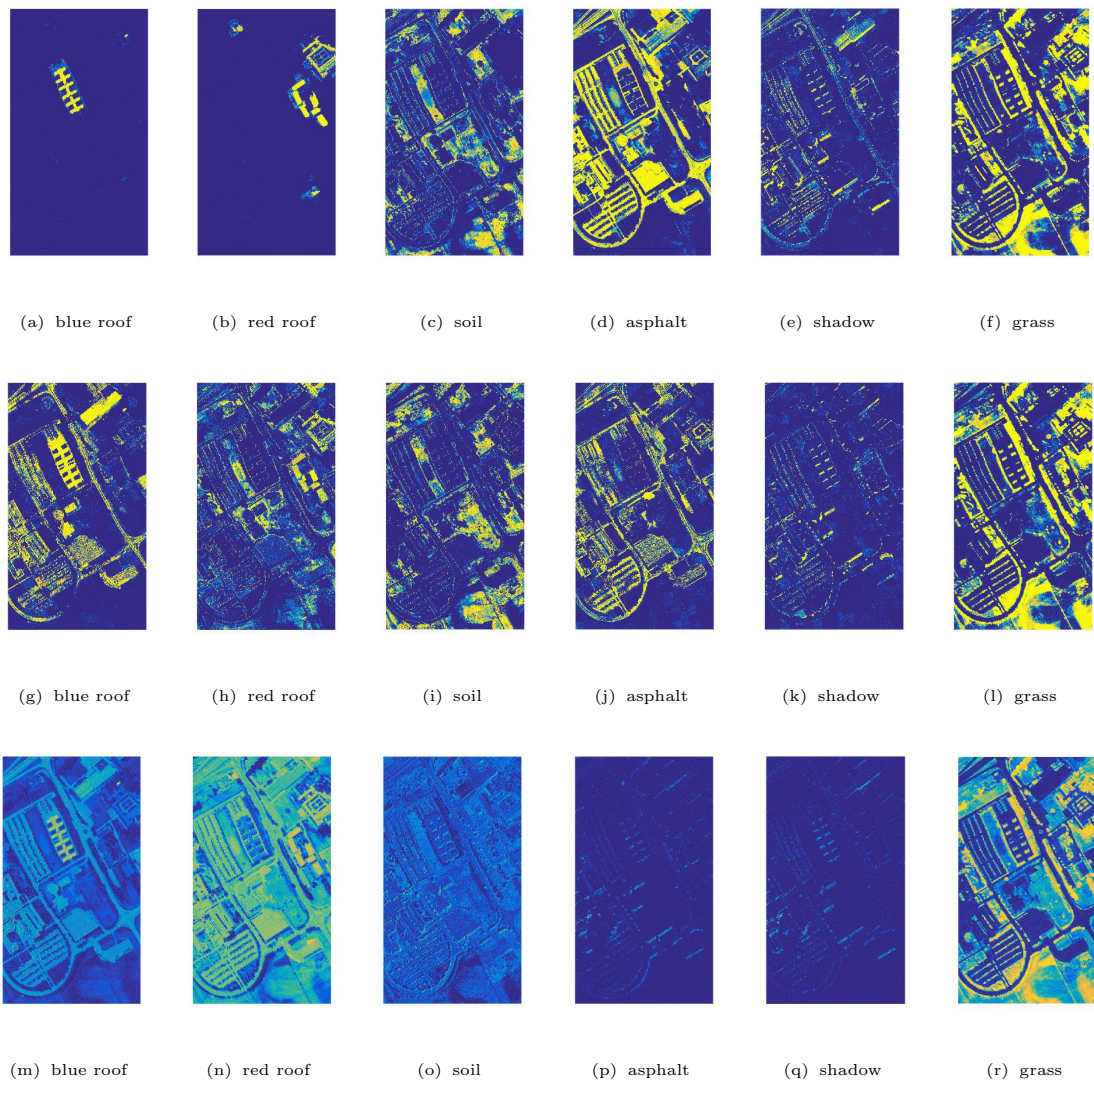 (a) blue roof (b) red roof (c) soil (d) asphalt (e) shadow (f) grass
(g) blue roof (h) red roof (i) soil (j) asphalt (k) shadow (l) grass
(m) blue roof (n) red roof (o) soil (p) asphalt (q) shadow (r) grass